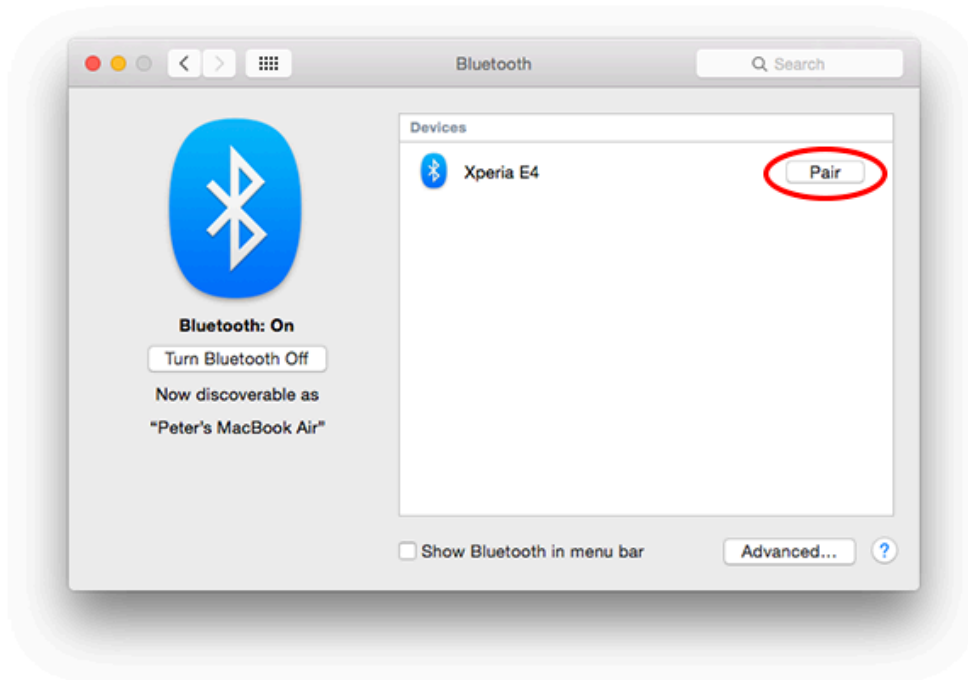 Bluetooth
Search
Bluetooth: On
Turn Bluetooth Off
Now discoverable as
“Peter's MacBook Air”
Devices
Xperia E4
Pair
Show Bluetooth in menu bar
Advanced...
?